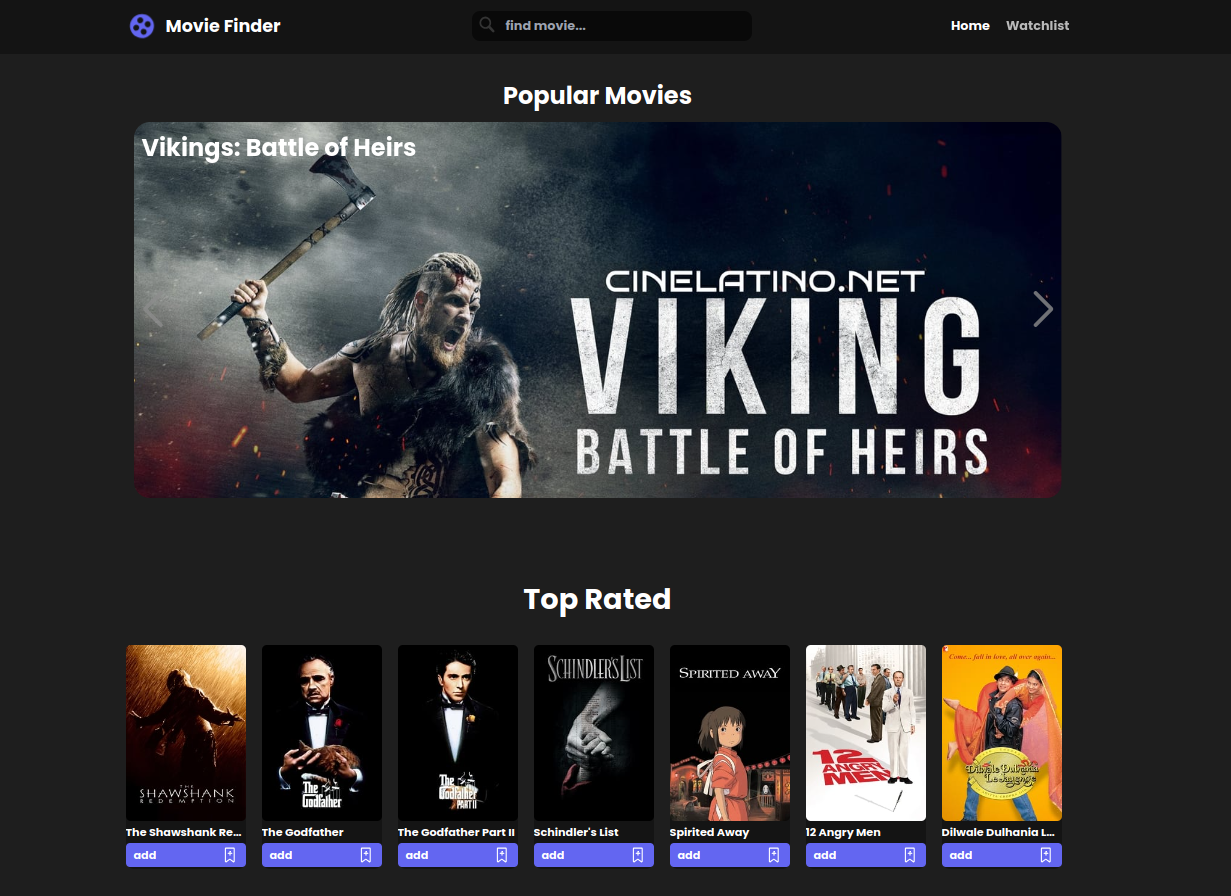 Movie Finder
find movie...
Home
Watchlist
Popular Movies
Vikings: Battle of Heirs
CINELATINO.NET
VIKING
BATTLE OF HEIRS
Top Rated
THE
SHAWSHANK
REDEMPTION
The
Godfather
The
Godfather
PART II
SCHINDLER'S LIST
SPIRITED AWAY
12
ANGRY
MEN
Come... fall in love, all over again...
Dilwale Dulhania
Le Jayenge
The Shawshank Re...
The Godfather
The Godfather Part II
Schindler's List
Spirited Away
12 Angry Men
Dilwale Dulhania L...
add
add
add
add
add
add
add